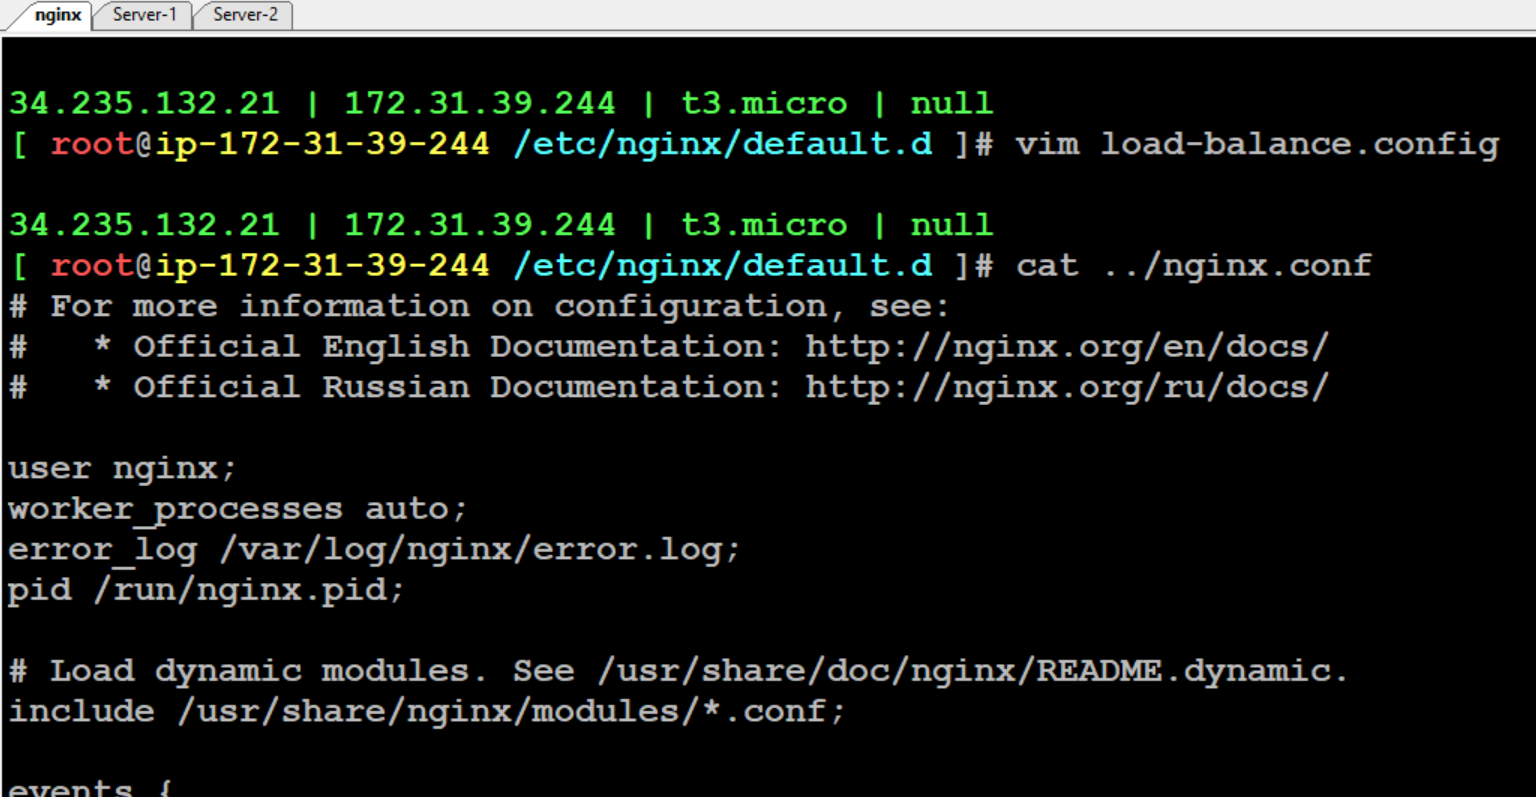 nginx Server-1 Server-2
34.235.132.21 | 172.31.39.244 | t3.micro | null
[ root@ip-172-31-39-244 /etc/nginx/default.d ]# vim load-balance.config
34.235.132.21 | 172.31.39.244 | t3.micro | null
[ root@ip-172-31-39-244 /etc/nginx/default.d ]# cat ../nginx.conf
# For more information on configuration, see:
#   * Official English Documentation: http://nginx.org/en/docs/
#   * Official Russian Documentation: http://nginx.org/ru/docs/
user nginx;
worker_processes auto;
error_log /var/log/nginx/error.log;
pid /run/nginx.pid;
# Load dynamic modules. See /usr/share/doc/nginx/README.dynamic.
include /usr/share/nginx/modules/*.conf;
events {